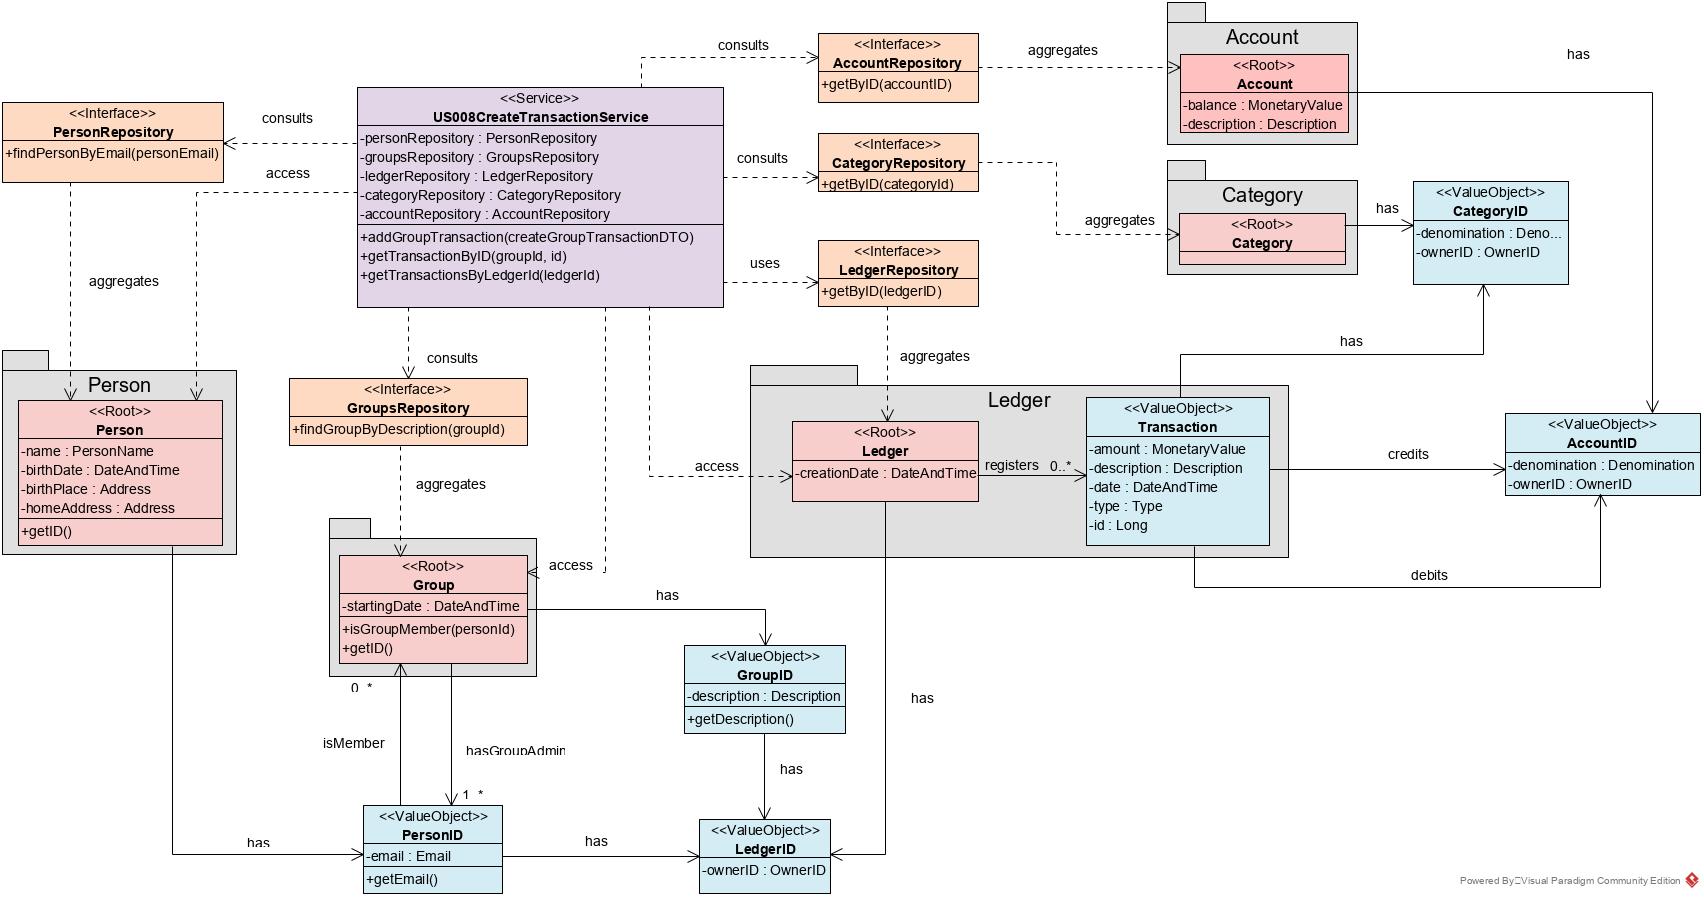 consults
<<Interface>>
AccountRepository
+getByID(accountID)
aggregates
Account
<<Root>>
Account
-balance : MonetaryValue
-description : Description
has
<<Interface>>
PersonRepository
+findPersonByEmail(personEmail)
consults
access
<<Service>>
US008CreateTransactionService
-personRepository : PersonRepository
-groupsRepository : GroupsRepository
-ledgerRepository : LedgerRepository
-categoryRepository : CategoryRepository
-accountRepository : AccountRepository
+addGroupTransaction(createGroupTransactionDTO)
+getTransactionByID(groupId, id)
+getTransactionsByLedgerId(ledgerId)
consults
<<Interface>>
CategoryRepository
+getByID(categoryId)
aggregates
Category
<<Root>>
Category
has
<<ValueObject>>
CategoryID
-denomination : Deno...
-ownerID : OwnerID
uses
<<Interface>>
LedgerRepository
+getByID(ledgerID)
aggregates
aggregates
has
consults
Person
<<Root>>
Person
-name : PersonName
-birthDate : DateAndTime
-birthPlace : Address
-homeAddress : Address
+getID()
<<Interface>>
GroupsRepository
+findGroupByDescription(groupId)
aggregates
access
Ledger
<<Root>>
Ledger
-creationDate : DateAndTime
registers
0..*
<<ValueObject>>
Transaction
-amount : MonetaryValue
-description : Description
-date : DateAndTime
-type : Type
-id : Long
credits
<<ValueObject>>
AccountID
-denomination : Denomination
-ownerID : OwnerID
debits
access
<<Root>>
Group
-startingDate : DateAndTime
+isGroupMember(personId)
+getID()
has
<<ValueObject>>
GroupID
-description : Description
+getDescription()
0..*
isMember
hasGroupAdmin
1..*
has
has
has
<<ValueObject>>
PersonID
-email : Email
+getEmail()
has
<<ValueObject>>
LedgerID
-ownerID : OwnerID
Powered By Visual Paradigm Community Edition